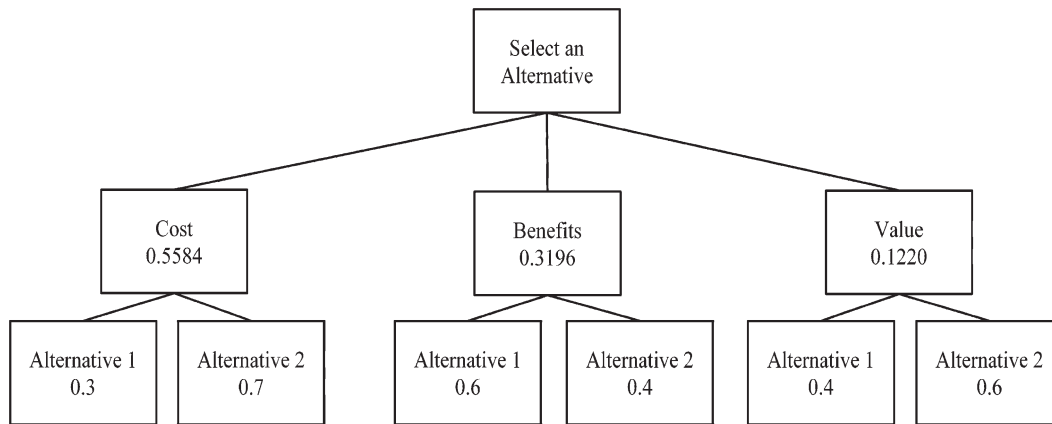 Select an
Alternative
Cost
0.5584
Benefits
0.3196
Value
0.1220
Alternative 1
0.3
Alternative 2
0.7
Alternative 1
0.6
Alternative 2
0.4
Alternative 1
0.4
Alternative 2
0.6